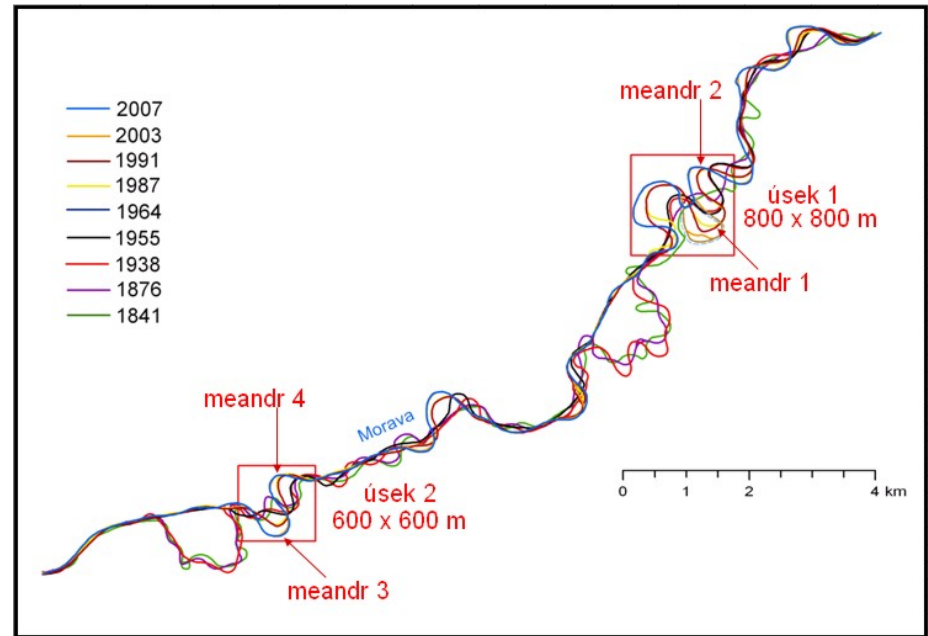 2007
2003
1991
1987
1964
1955
1938
1876
1841
meandr 2
úsek 1
800 x 800 m
meandr 1
meandr 4
Morava
úsek 2
600 x 600 m
meandr 3
0 1 2 4 km